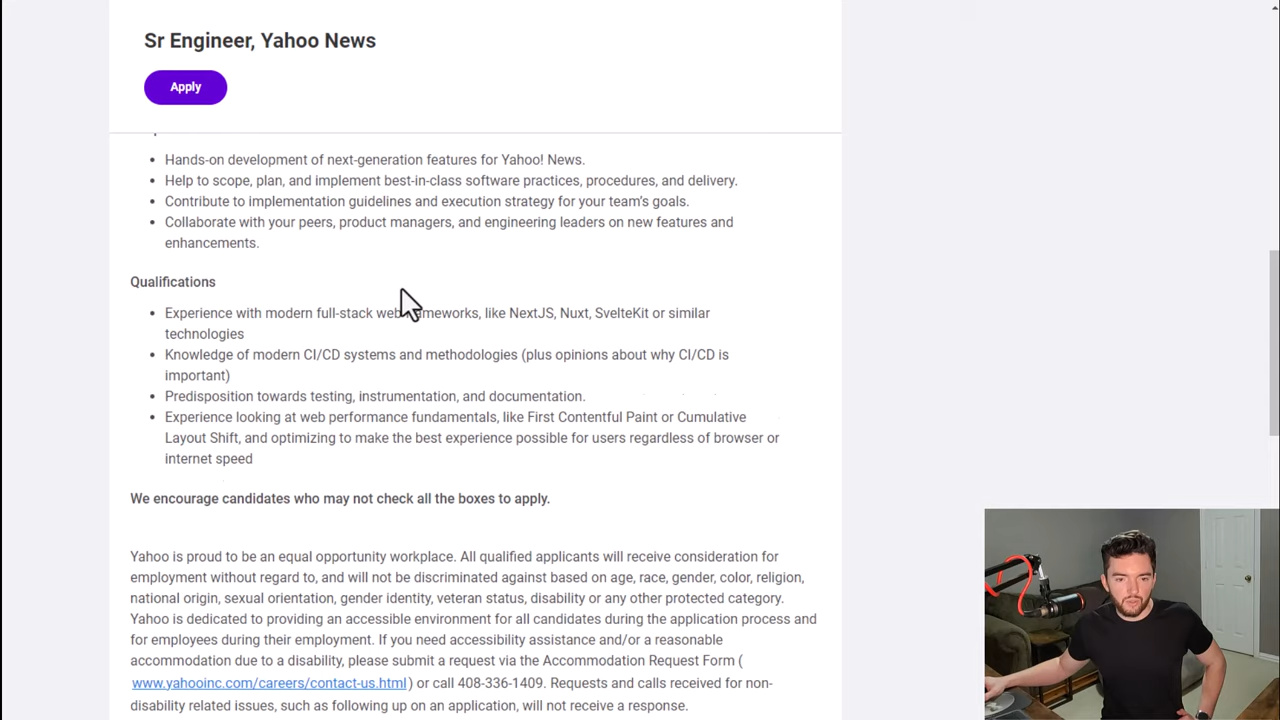 Sr Engineer, Yahoo News
Apply
Hands-on development of next-generation features for Yahoo! News.
Help to scope, plan, and implement best-in-class software practices, procedures, and delivery.
Contribute to implementation guidelines and execution strategy for your team's goals.
Collaborate with your peers, product managers, and engineering leaders on new features and
enhancements.
Qualifications
Experience with modern full-stack web frameworks, like NextJS, Nuxt, SvelteKit or similar
technologies
Knowledge of modern CI/CD systems and methodologies (plus opinions about why CI/CD is
important)
Predisposition towards testing, instrumentation, and documentation.
Experience looking at web performance fundamentals, like First Contentful Paint or Cumulative
Layout Shift, and optimizing to make the best experience possible for users regardless of browser or
internet speed
We encourage candidates who may not check all the boxes to apply.
Yahoo is proud to be an equal opportunity workplace. All qualified applicants will receive consideration for
employment without regard to, and will not be discriminated against based on age, race, gender, color, religion,
national origin, sexual orientation, gender identity, veteran status, disability or any other protected category.
Yahoo is dedicated to providing an accessible environment for all candidates during the application process and
for employees during their employment. If you need accessibility assistance and/or a reasonable
accommodation due to a disability, please submit a request via the Accommodation Request Form (
www.yahooinc.com/careers/contact-us.html) or call 408-336-1409. Requests and calls received for non-
disability related issues, such as following up on an application, will not receive a response.